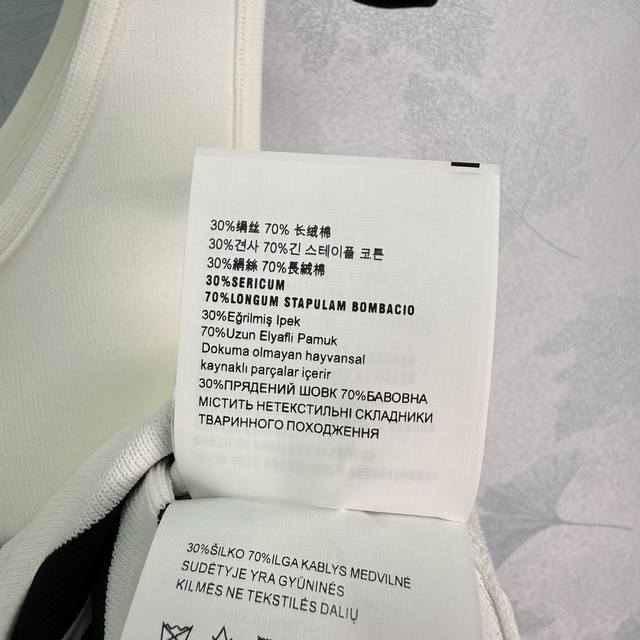 30%绢丝 70% 长绒棉
30%견사 70%긴 스테이플 코튼
30%絹絲 70%長絨棉
30%SERICUM
70%LONGUM STAPULAM BOMBACIO
30%Eğrilmiş Ipek
70%Uzun Elyafli Pamuk
Dokuma olmayan hayvansal
kaynaklı parçalar içerir
30%ПРЯДЕНИЙ ШОВК 70%БАВОВНА
МІСТИТЬ НЕТЕКСТИЛЬНІ СКЛАДНИКИ
ТВАРИННОГО ПОХОДЖЕННЯ
30%ŠILKO 70%ILGA KABLYS MEDVILNĖ
SUDĖTYJE YRA GYŪNINĖS
KILMĖS NE TEKSTILĖS DALIŲ